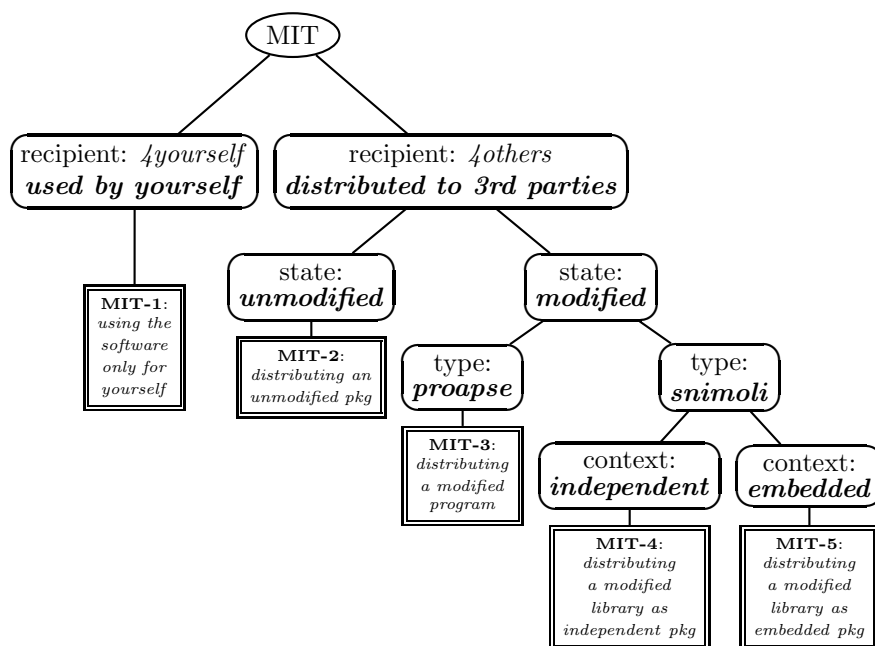 MIT
recipient: 4yourself
used by yourself
recipient: 4others
distributed to 3rd parties
state:
unmodified
state:
modified
MIT-1:
using the
software
only for
yourself
MIT-2:
distributing an
unmodified pkg
type:
proapse
type:
snimoli
MIT-3:
distributing
a modified
program
context:
independent
context:
embedded
MIT-4:
distributing
a modified
library as
independent pkg
MIT-5:
distributing
a modified
library as
embedded pkg